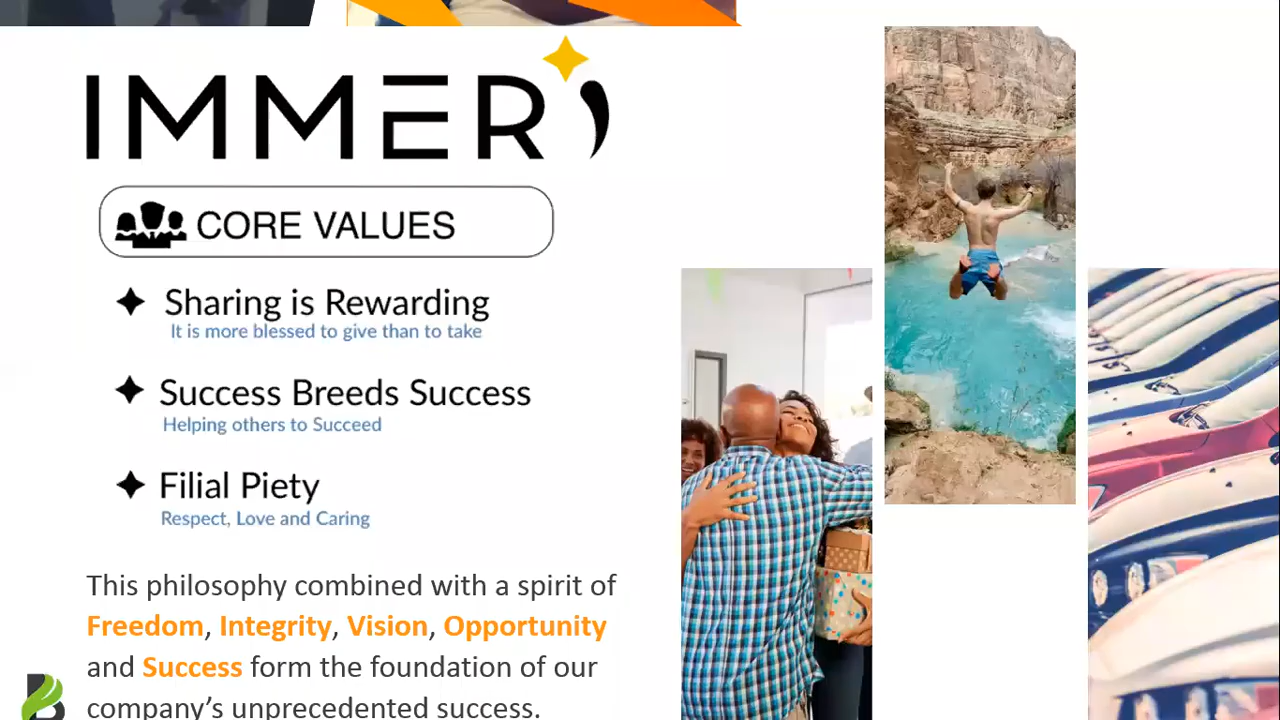 IMMERI
CORE VALUES
Sharing is Rewarding
It is more blessed to give than to take
Success Breeds Success
Helping others to Succeed
Filial Piety
Respect, Love and Caring
This philosophy combined with a spirit of
Freedom, Integrity, Vision, Opportunity
and Success form the foundation of our
company's unprecedented success.